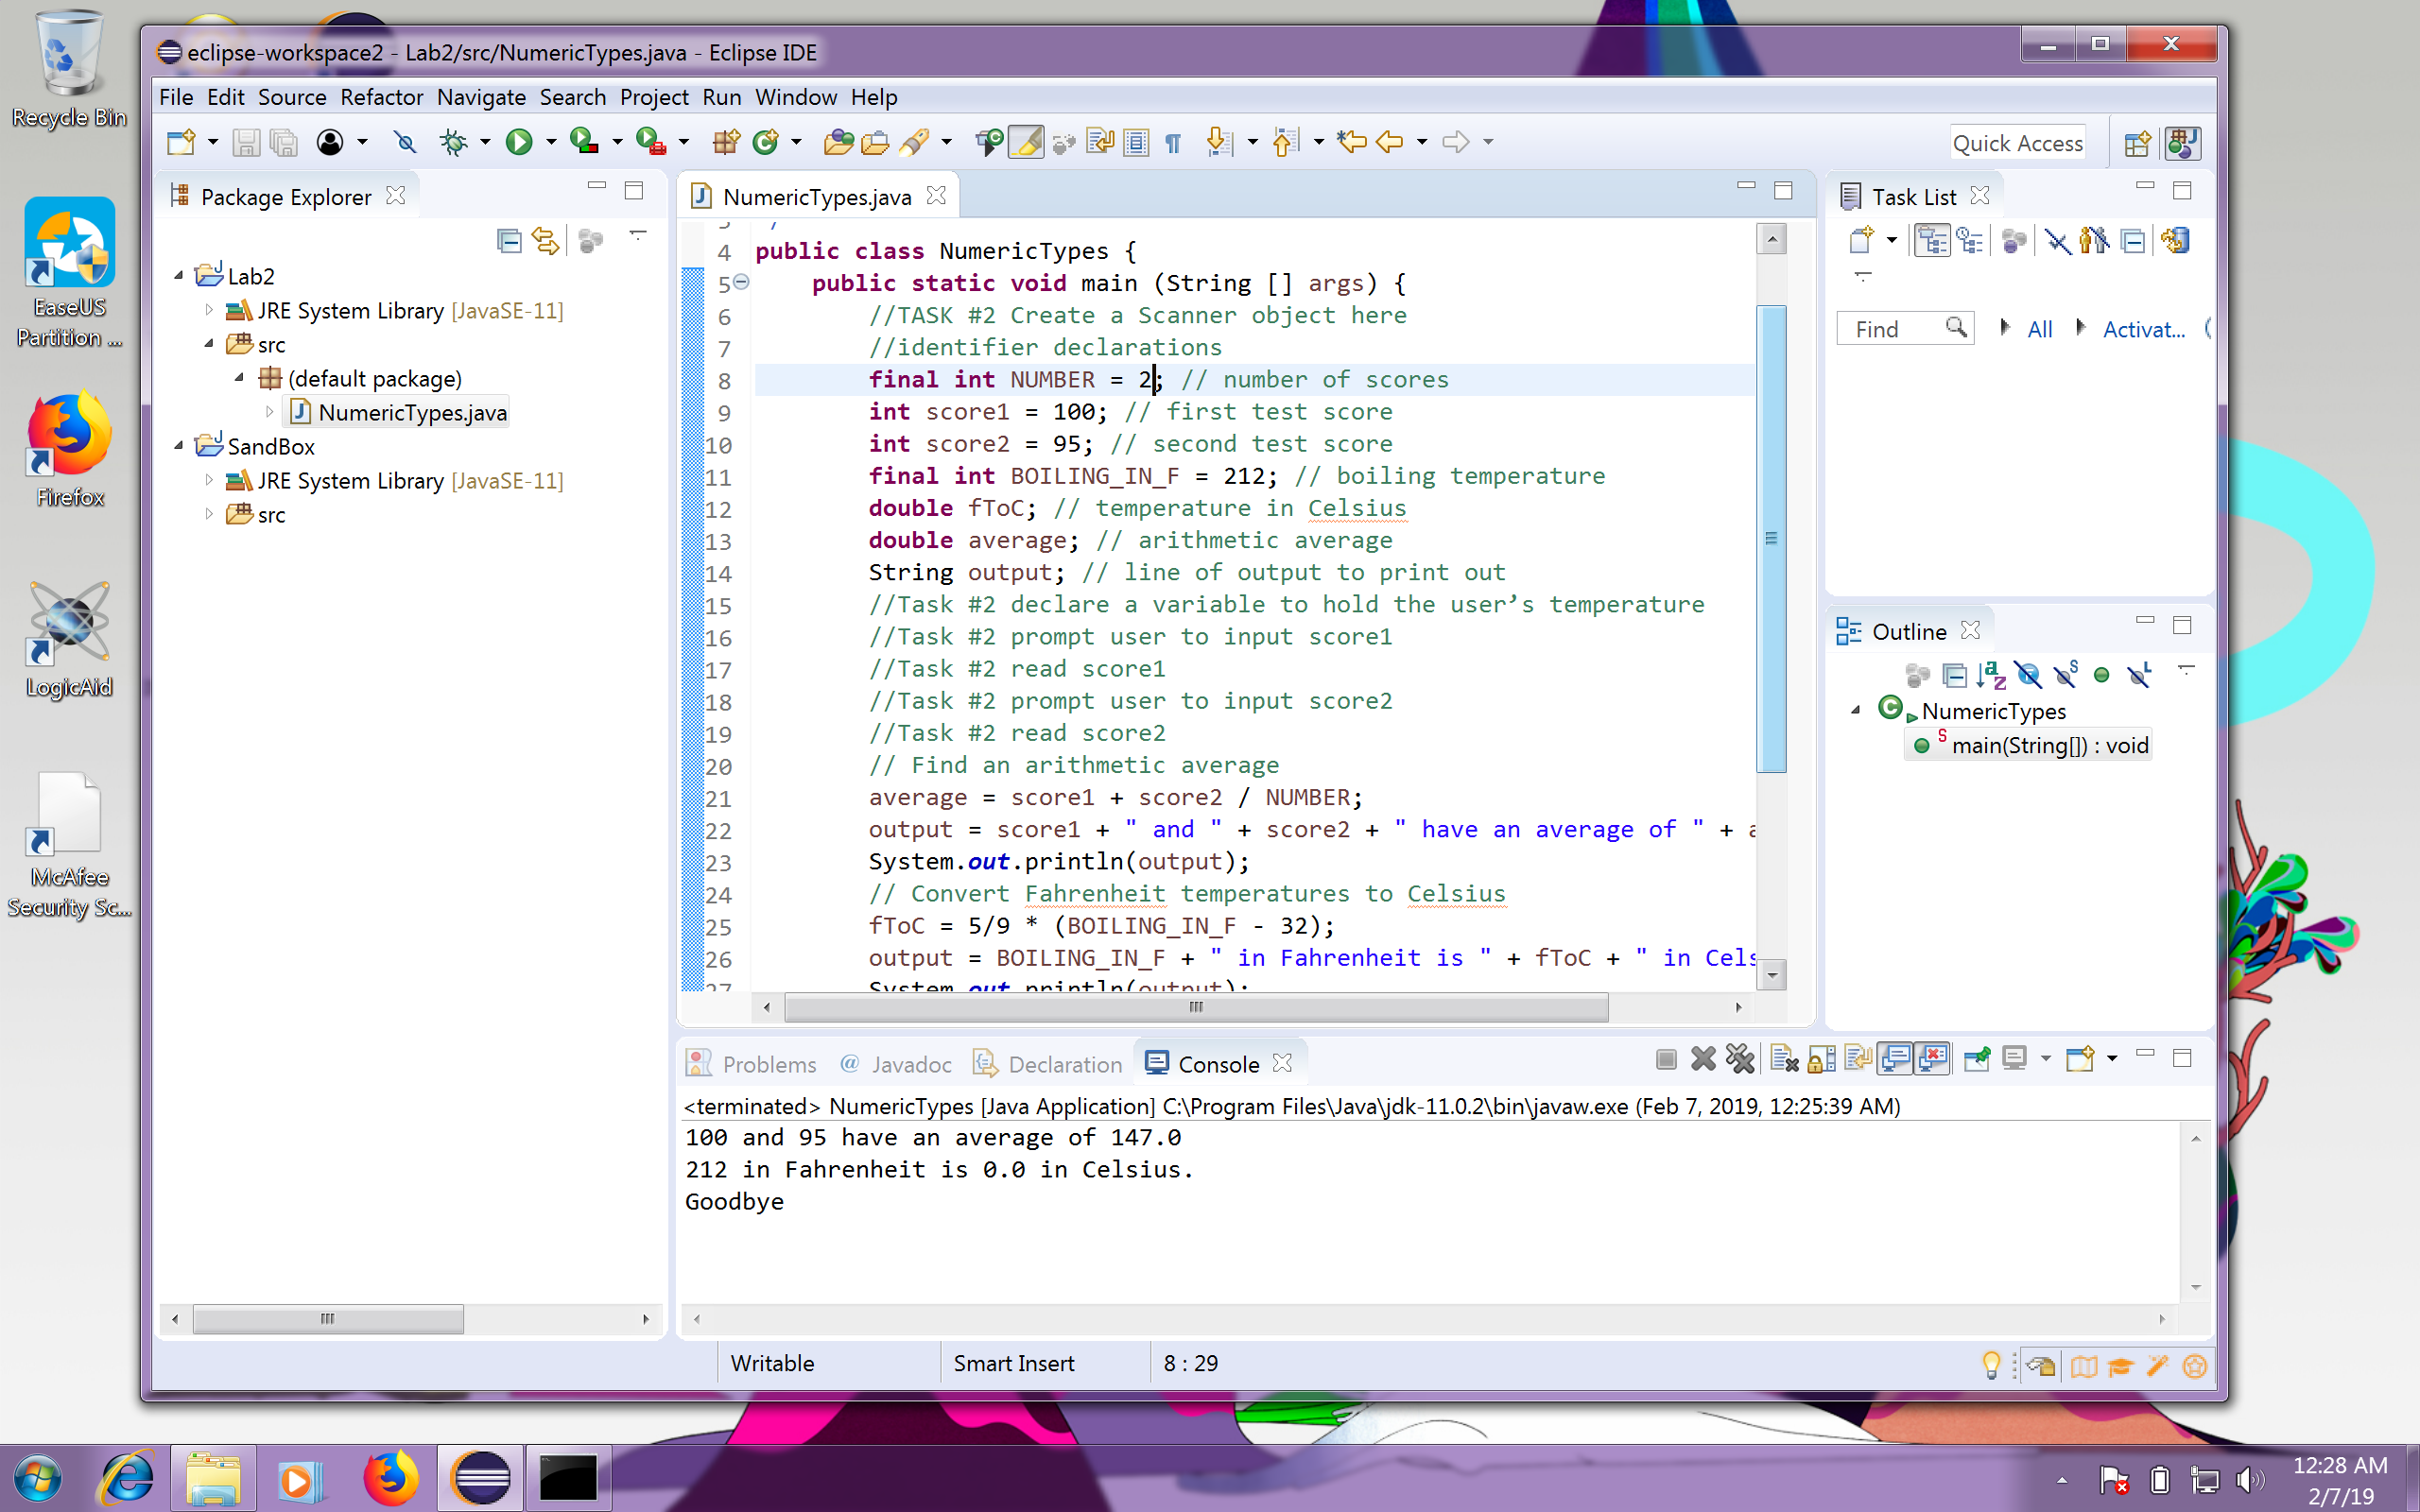 Recycle Bin
EaseUS
Partition ...
Firefox
LogicAid
McAfee
Security Sc...
eclipse-workspace2 - Lab2/src/NumericTypes.java - Eclipse IDE
File Edit Source Refactor Navigate Search Project Run Window Help
Quick Access
Package Explorer
Lab2
JRE System Library [JavaSE-11]
src
(default package)
NumericTypes.java
SandBox
JRE System Library [JavaSE-11]
src
NumericTypes.java
4 public class NumericTypes {
5 public static void main (String [] args) {
6 //TASK #2 Create a Scanner object here
7 //identifier declarations
8 final int NUMBER = 2; // number of scores
9 int score1 = 100; // first test score
10 int score2 = 95; // second test score
11 final int BOILING_IN_F = 212; // boiling temperature
12 double fToC; // temperature in Celsius
13 double average; // arithmetic average
14 String output; // line of output to print out
15 //Task #2 declare a variable to hold the user’s temperature
16 //Task #2 prompt user to input score1
17 //Task #2 read score1
18 //Task #2 prompt user to input score2
19 //Task #2 read score2
20 // Find an arithmetic average
21 average = score1 + score2 / NUMBER;
22 output = score1 + " and " + score2 + " have an average of " + a
23 System.out.println(output);
24 // Convert Fahrenheit temperatures to Celsius
25 fToC = 5/9 * (BOILING_IN_F - 32);
26 output = BOILING_IN_F + " in Fahrenheit is " + fToC + " in Cels
27 System.out.println(output);
Task List
Find All Activat...
Outline
NumericTypes
main(String[]) : void
Problems @ Javadoc Declaration Console
<terminated> NumericTypes [Java Application] C:\Program Files\Java\jdk-11.0.2\bin\javaw.exe (Feb 7, 2019, 12:25:39 AM)
100 and 95 have an average of 147.0
212 in Fahrenheit is 0.0 in Celsius.
Goodbye
Writable Smart Insert 8 : 29
12:28 AM
2/7/19